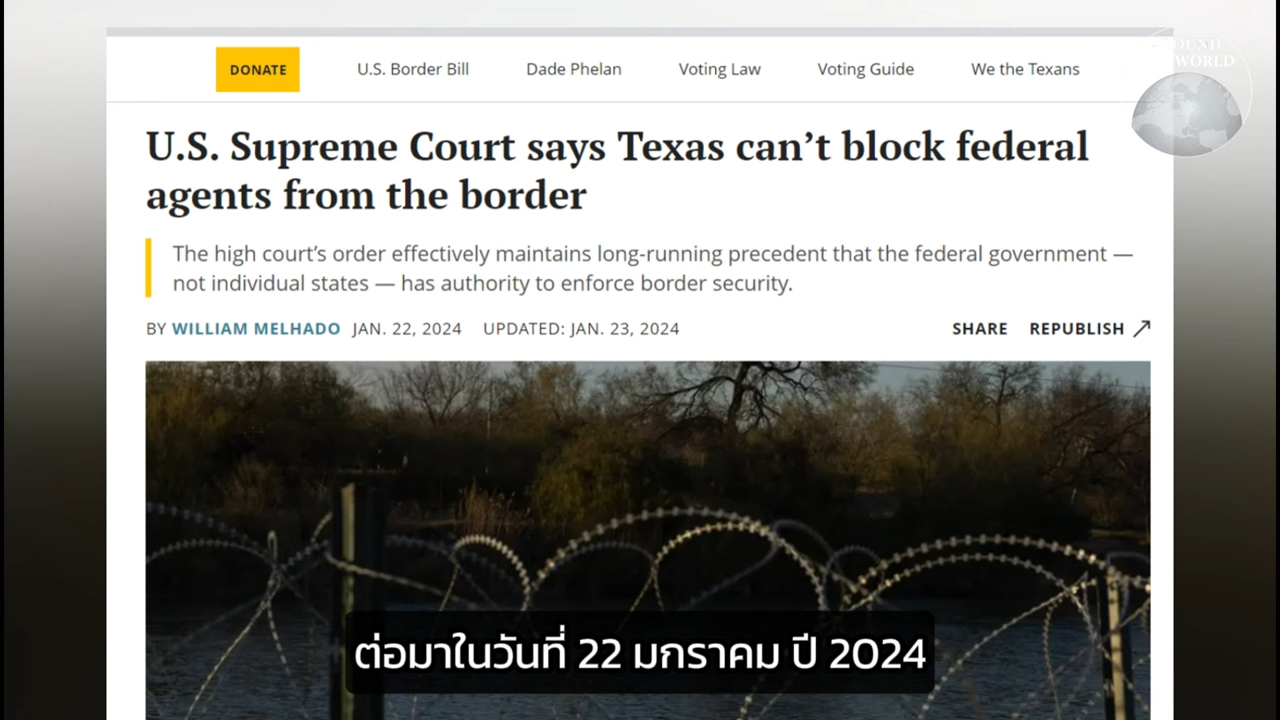 DONATE
U.S. Border Bill
Dade Phelan
Voting Law
Voting Guide
We the Texans
U.S. Supreme Court says Texas can't block federal
agents from the border
The high court's order effectively maintains long-running precedent that the federal government —
not individual states — has authority to enforce border security.
BY WILLIAM MELHADO JAN. 22, 2024 UPDATED: JAN. 23, 2024
SHARE REPUBLISH
ต่อมาในวันที่ 22 มกราคม ปี 2024
WORLD